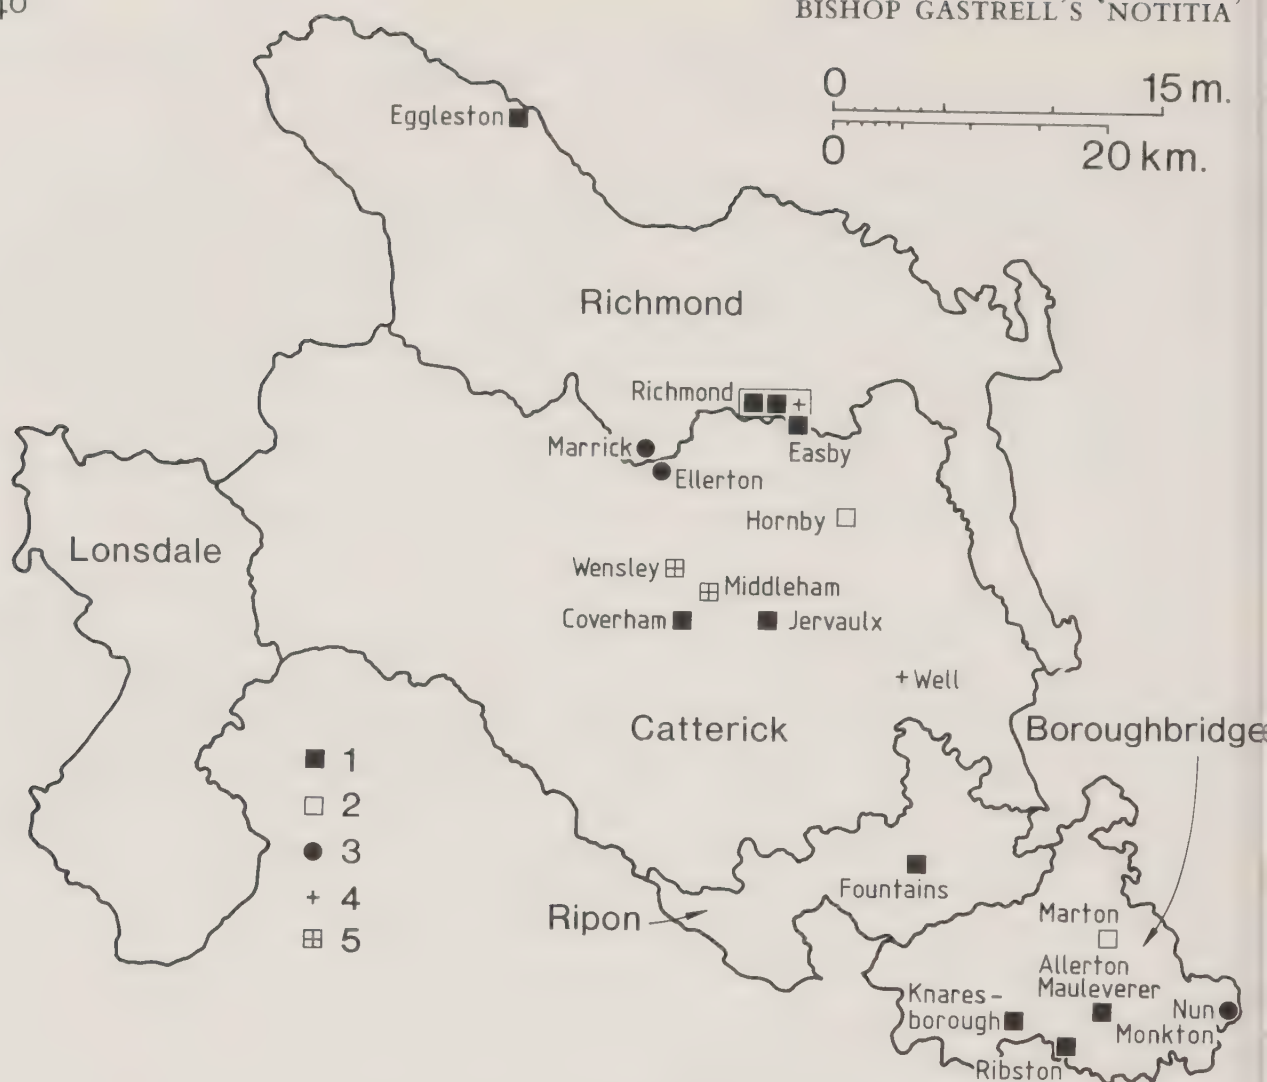 40
BISHOP GASTRELL'S 'NOTITIA'
0 15 m.
0 20 km.
Eggleston
Richmond
Richmond +
Easby
Marrick
Ellerton
Hornby
Lonsdale
Wensley
Middleham
Coverham
Jervaulx
+ Well
Catterick
Boroughbridge
1
2
3
+ 4
5
Fountains
Ripon
Marton
Allerton
Mauleverer
Knares-
borough
Nun
Monkton
Ribston